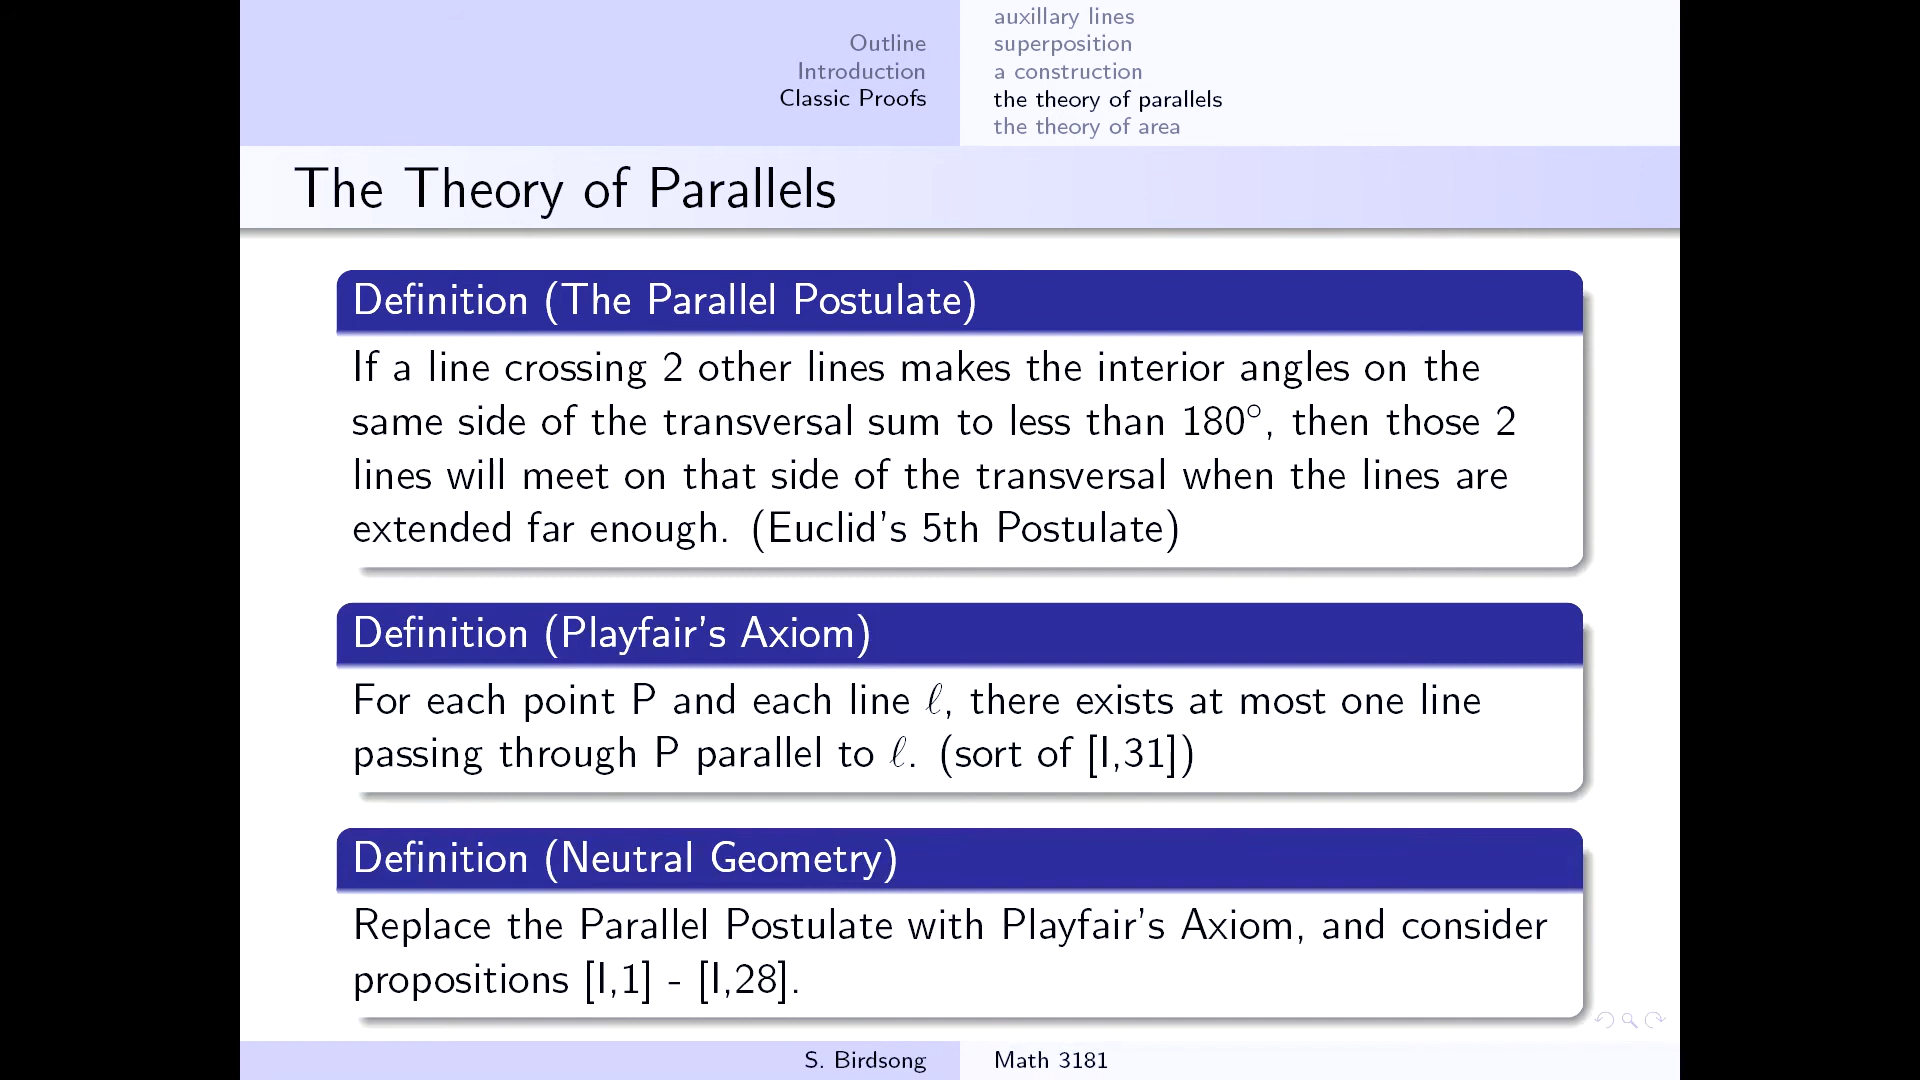 Outline
Introduction
Classic Proofs
auxillary lines
superposition
a construction
the theory of parallels
the theory of area
The Theory of Parallels
Definition (The Parallel Postulate)
If a line crossing 2 other lines makes the interior angles on the
same side of the transversal sum to less than 180°, then those 2
lines will meet on that side of the transversal when the lines are
extended far enough. (Euclid's 5th Postulate)
Definition (Playfair's Axiom)
For each point P and each line ℓ, there exists at most one line
passing through P parallel to ℓ. (sort of [I,31])
Definition (Neutral Geometry)
Replace the Parallel Postulate with Playfair's Axiom, and consider
propositions [I,1] - [I,28].
S. Birdsong
Math 3181